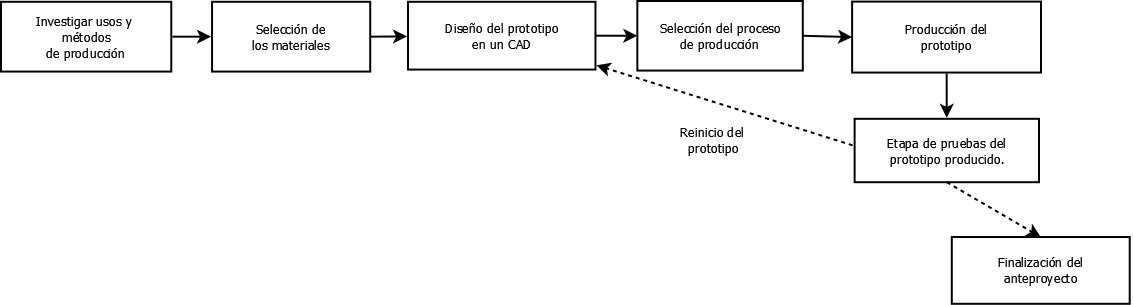 Investigar usos y
métodos
de producción
Selección de
los materiales
Diseño del prototipo
en un CAD
Selección del proceso
de producción
Producción del
prototipo
Reinicio del
prototipo
Etapa de pruebas del
prototipo producido.
Finalización del
anteproyecto